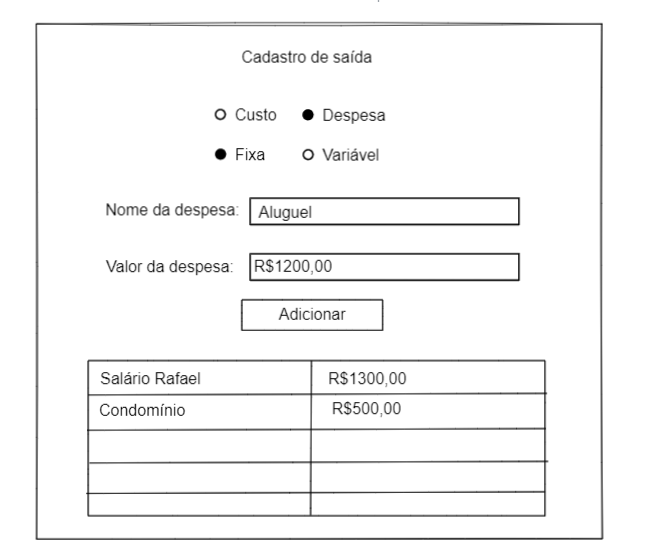 Cadastro de saída
Custo Despesa
Fixa Variável
Nome da despesa: Aluguel
Valor da despesa: R$1200,00
Adicionar
Salário Rafael R$1300,00
Condomínio R$500,00